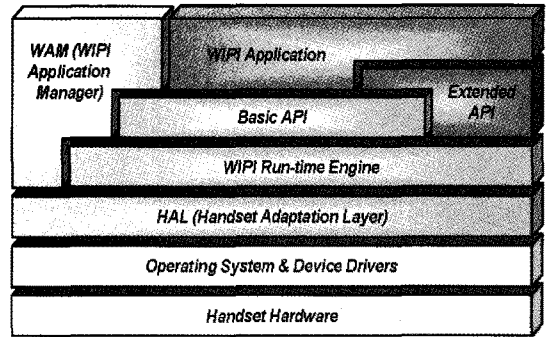 WAM (WIPI
Application
Manager)
WIPI Application
Extended
API
Basic API
WIPI Run-time Engine
HAL (Handset Adaptation Layer)
Operating System & Device Drivers
Handset Hardware